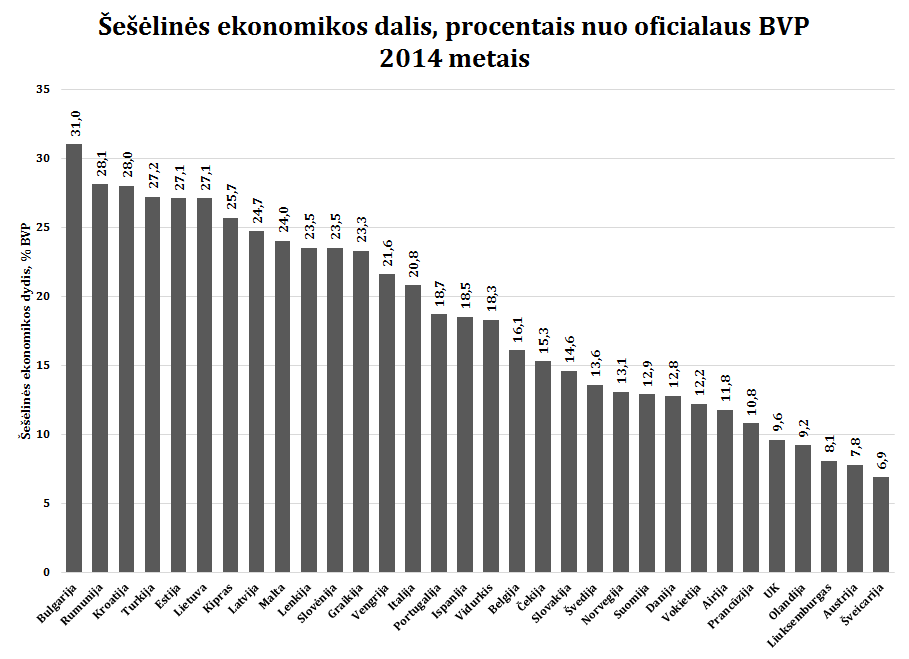 Šešėlinės ekonomikos dalis, procentais nuo oficialaus BVP
2014 metais
Šešėlinės ekonomikos dydis, % BVP
35
30
25
20
15
10
5
0
31,0
28,1
28,0
27,2
27,1
27,1
25,7
24,7
24,0
23,5
23,5
23,3
21,6
20,8
18,7
18,5
18,3
16,1
15,3
14,6
13,6
13,1
12,9
12,8
12,2
11,8
10,8
9,6
9,2
8,1
7,8
6,9
Bulgarija
Rumunija
Kroatija
Turkija
Estija
Lietuva
Kipras
Latvija
Malta
Lenkija
Slovėnija
Graikija
Vengrija
Italija
Portugalija
Ispanija
Vidurkis
Belgija
Čekija
Slovakija
Švedija
Norvegija
Suomija
Danija
Vokietija
Airija
Prancūzija
UK
Olandija
Liuksemburgas
Austrija
Šveicarija